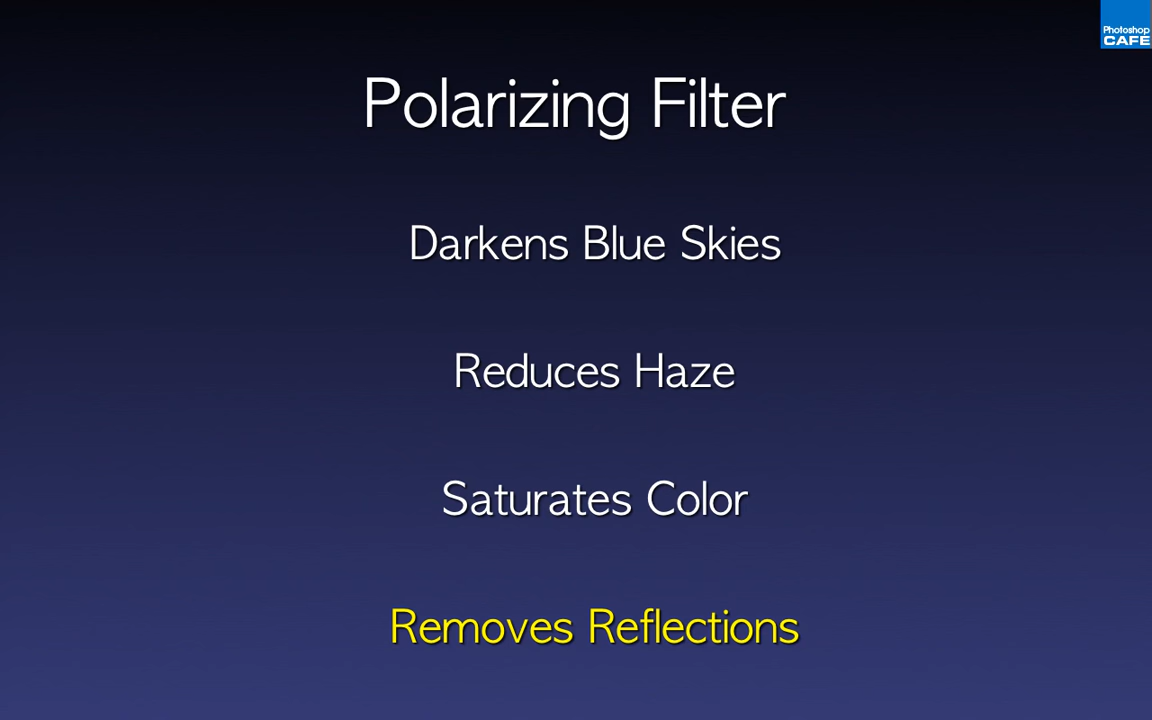 Photoshop
CAFE
Polarizing Filter
Darkens Blue Skies
Reduces Haze
Saturates Color
Removes Reflections